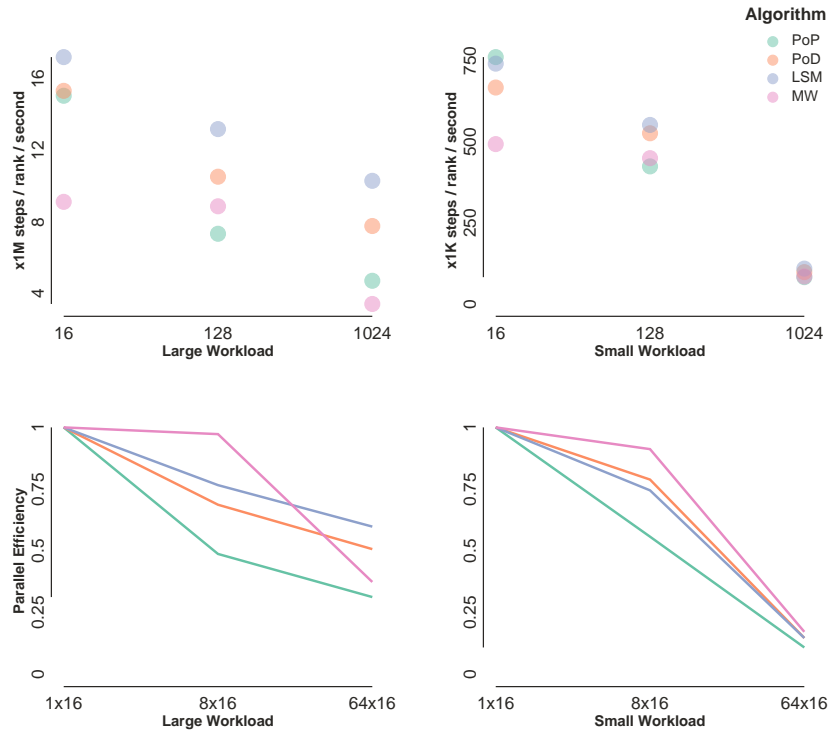 Algorithm
PoP
PoD
LSM
MW
x1M steps / rank / second
16
12
8
4
16
128
1024
Large Workload
x1K steps / rank / second
750
500
250
0
16
128
1024
Small Workload
Parallel Efficiency
1
0.75
0.5
0.25
0
1x16
8x16
64x16
Large Workload
1
0.75
0.5
0.25
0
1x16
8x16
64x16
Small Workload